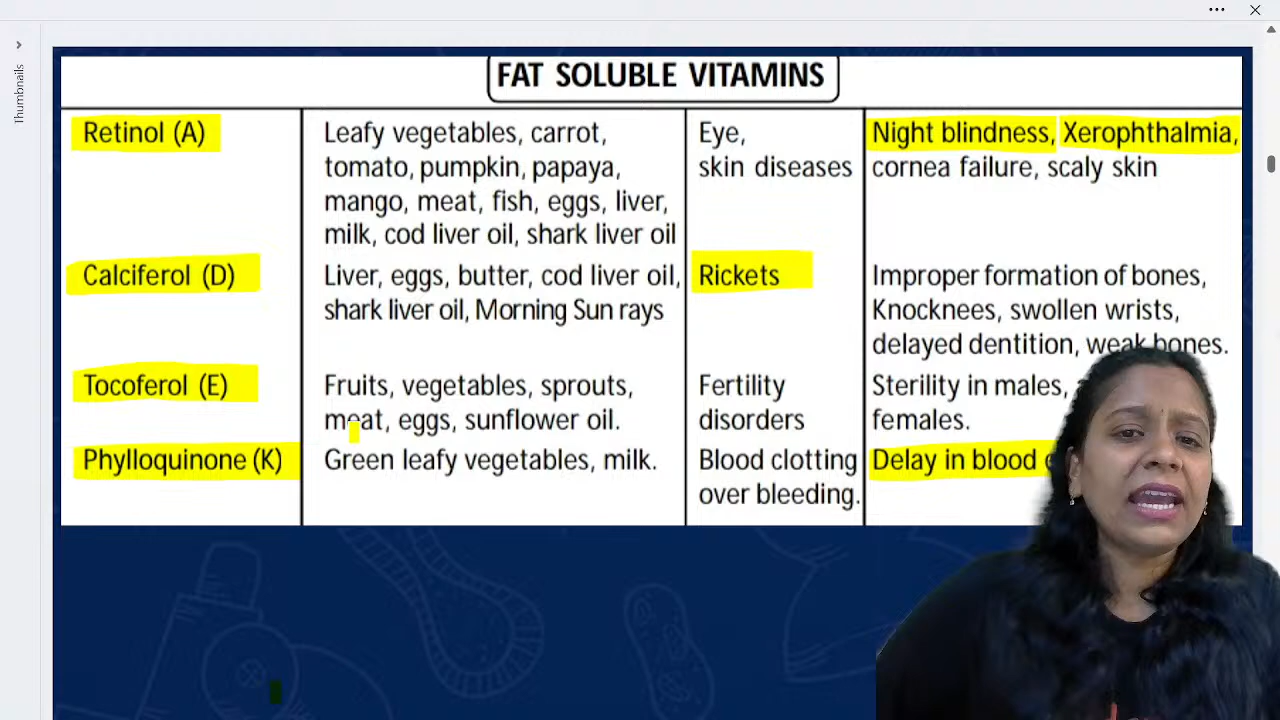 Thumbnails
FAT SOLUBLE VITAMINS
Retinol (A)
Leafy vegetables, carrot,
tomato, pumpkin, papaya,
mango, meat, fish, eggs, liver,
milk, cod liver oil, shark liver oil
Eye,
skin diseases
Night blindness, Xerophthalmia,
cornea failure, scaly skin
Calciferol (D)
Liver, eggs, butter, cod liver oil,
shark liver oil, Morning Sun rays
Rickets
Improper formation of bones,
Knocknees, swollen wrists,
delayed dentition, weak bones.
Tocoferol (E)
Fruits, vegetables, sprouts,
meat, eggs, sunflower oil.
Fertility
disorders
Sterility in males,
females.
Phylloquinone (K)
Green leafy vegetables, milk.
Blood clotting
over bleeding.
Delay in blood